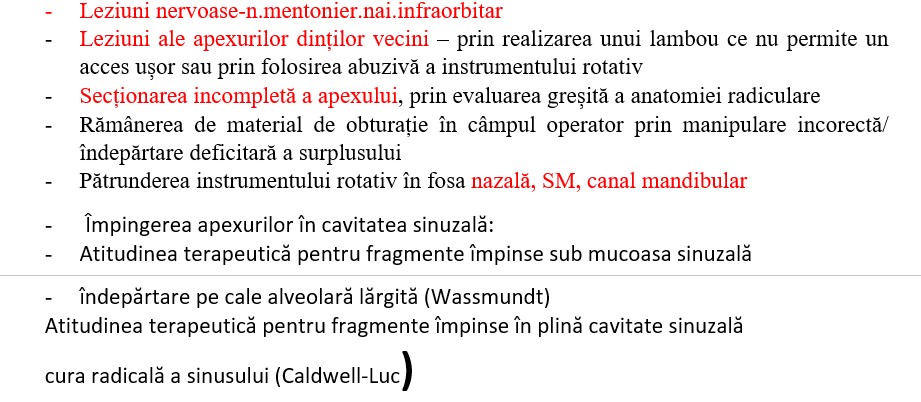 - Leziuni nervoase-n.mentonier.nai.infraorbitar
- Leziuni ale apexurilor dinților vecini – prin realizarea unui lambou ce nu permite un
acces ușor sau prin folosirea abuzivă a instrumentului rotativ
- Secționarea incompletă a apexului, prin evaluarea greșită a anatomiei radiculare
- Rămânerea de material de obturație în câmpul operator prin manipulare incorectă/
îndepărtare deficitară a surplusului
- Pătrunderea instrumentului rotativ în fosa nazală, SM, canal mandibular
- Împingerea apexurilor în cavitatea sinuzală:
- Atitudinea terapeutică pentru fragmente împinse sub mucoasa sinuzală
- îndepărtare pe cale alveolară lărgită (Wassmundt)
Atitudinea terapeutică pentru fragmente împinse în plină cavitate sinuzală
cura radicală a sinusului (Caldwell-Luc)